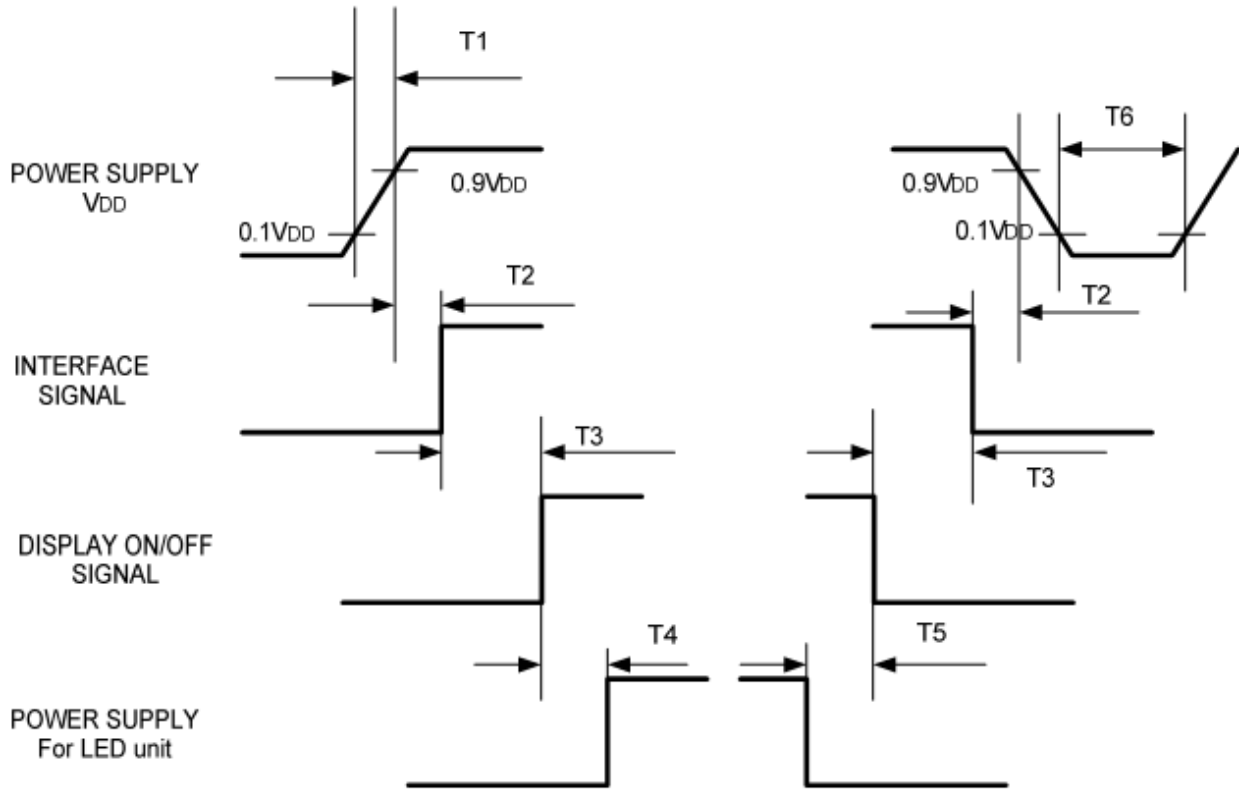 T1
T6
POWER SUPPLY
VDD
0.9VDD
0.9VDD
0.1VDD
0.1VDD
T2
T2
INTERFACE
SIGNAL
T3
T3
DISPLAY ON/OFF
SIGNAL
T4
T5
POWER SUPPLY
For LED unit